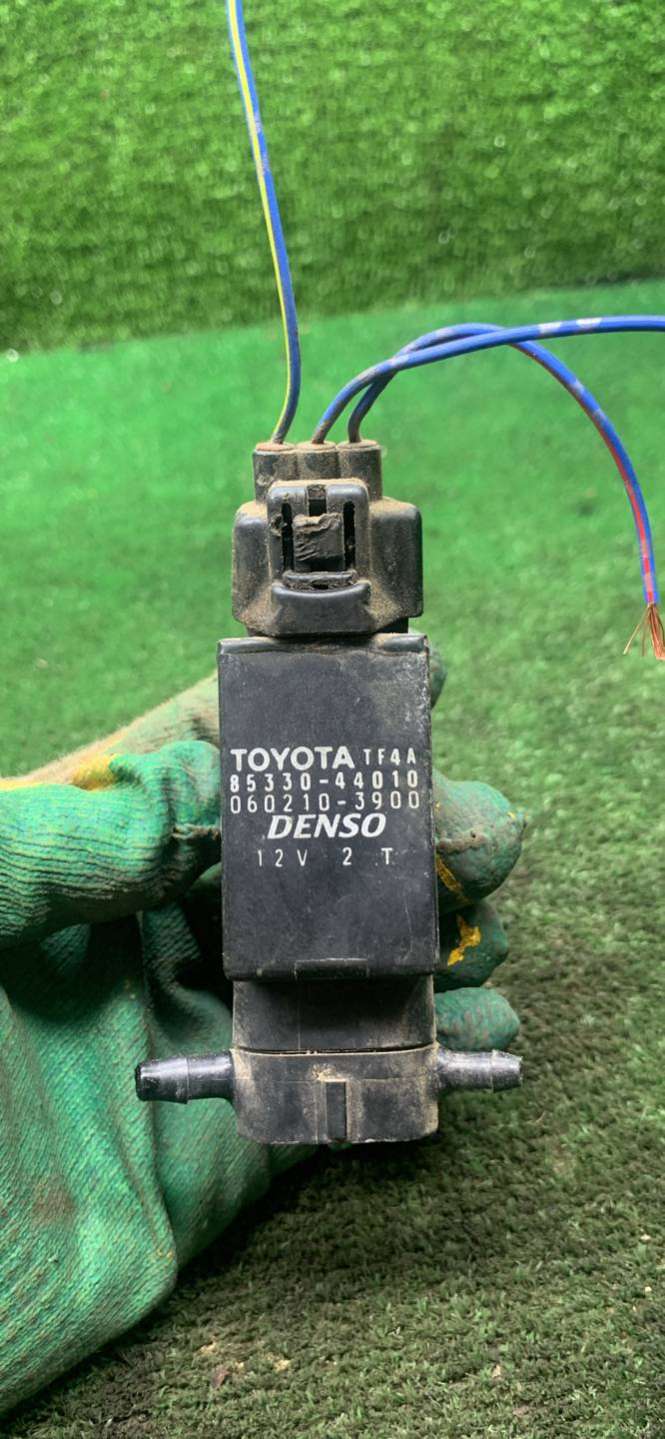 TOYOTA TF4A
85330-44010
060210-3900
DENSO
12V 2 T